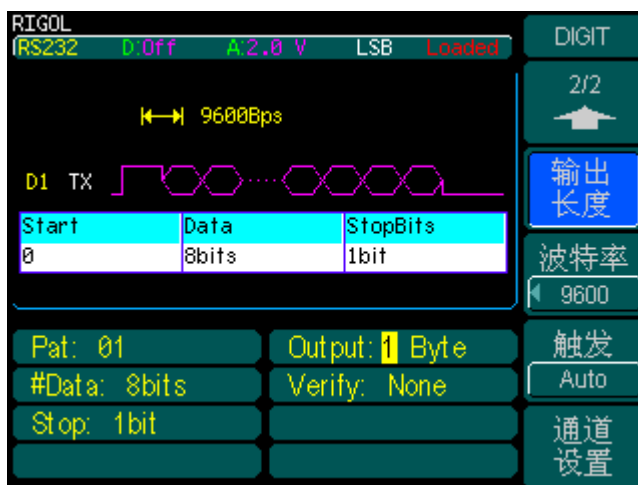 RIGOL
RS232 D:Off A:2.0 V LSB Loaded
9600Bps
D1 TX
Start Data StopBits
0 8bits 1bit
Pat: 01 Output: 1 Byte
#Data: 8bits Verify: None
Stop: 1bit
DIGIT
2/2
输出
长度
波特率
9600
触发
Auto
通道
设置